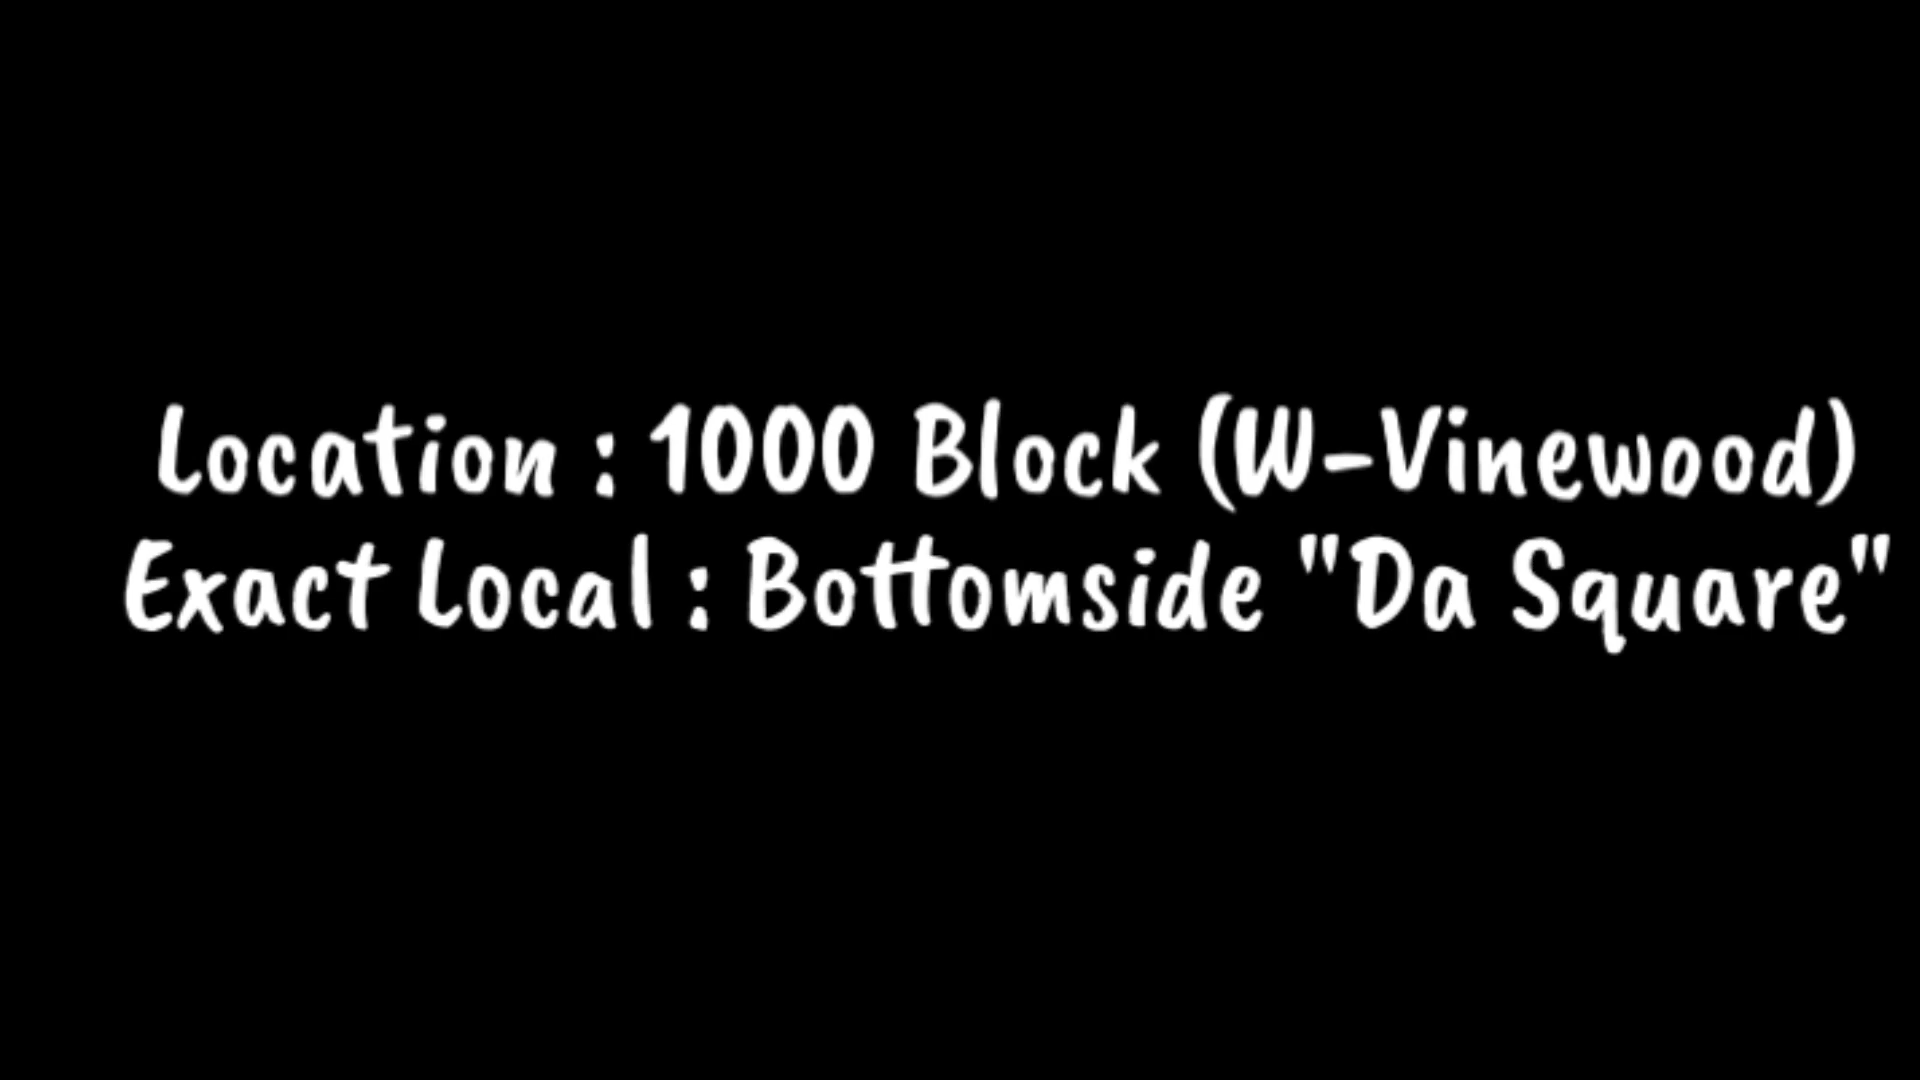 Location : 1000 Block (W-Vinewood)
Exact Local : Bottomside "Da Square"